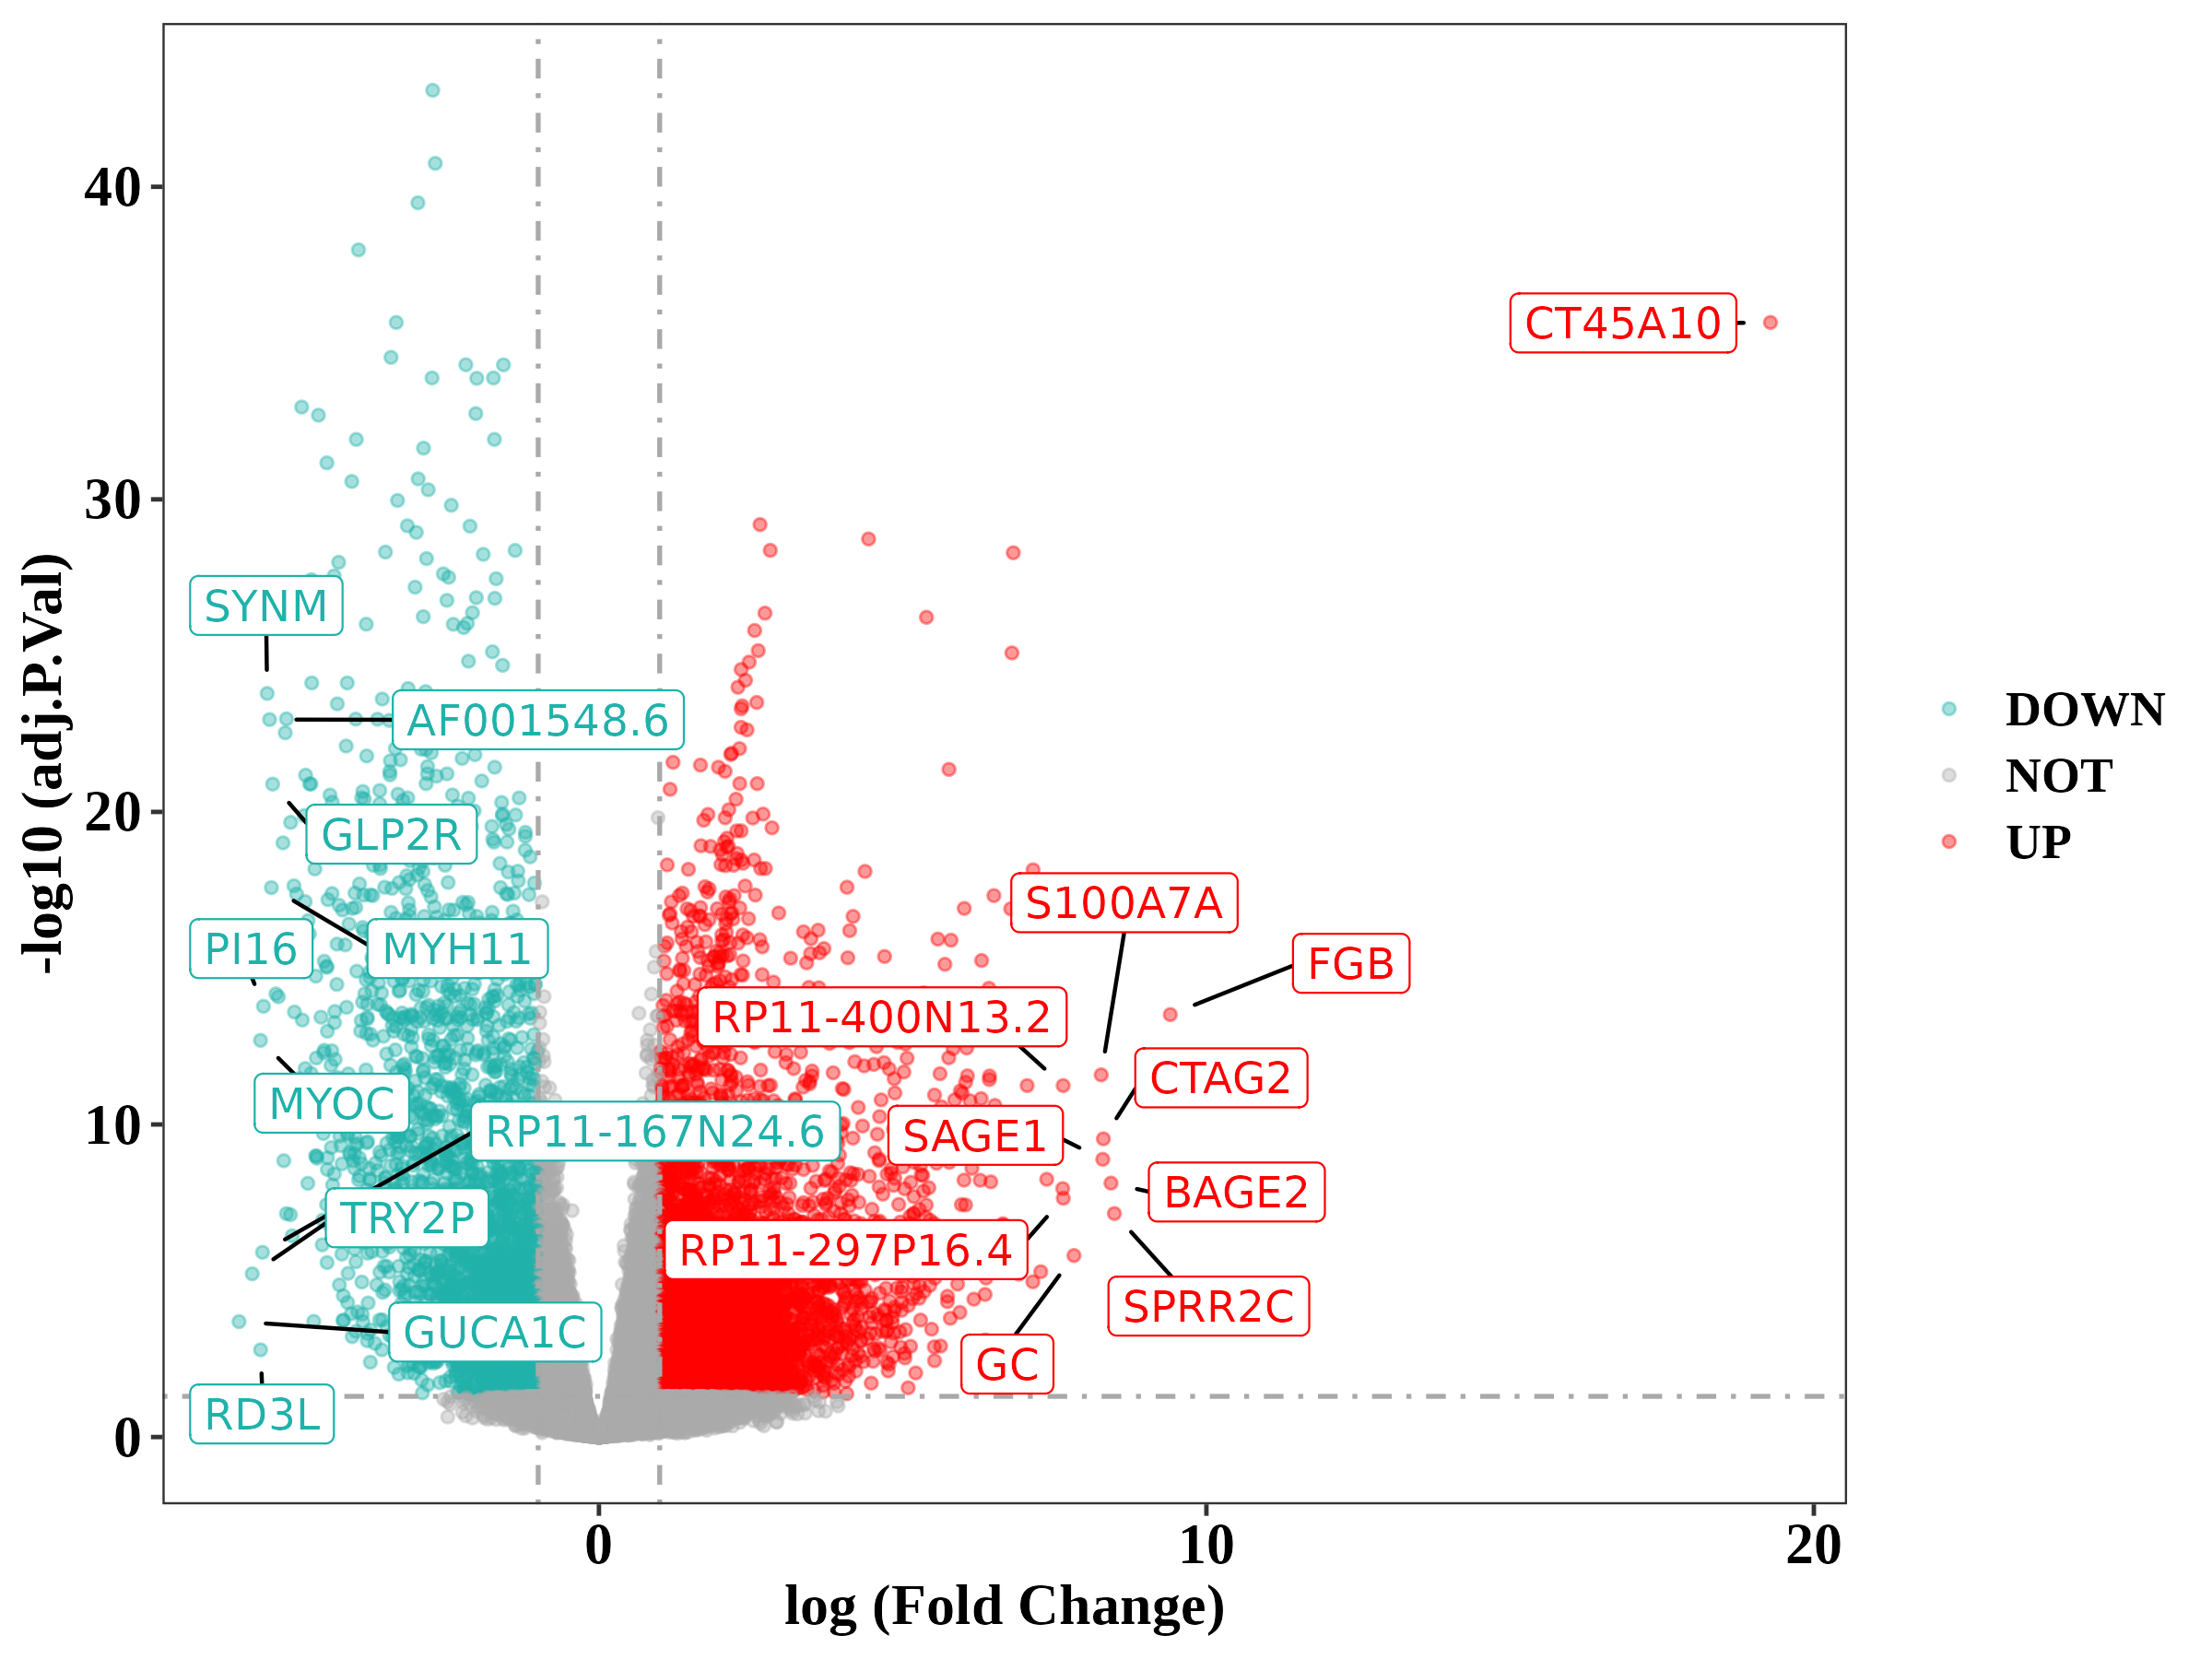 40
30
20
10
0
-log10 (adj.P.Val)
CT45A10
SYNM
AF001548.6
GLP2R
S100A7A
PI16
MYH11
FGB
RP11-400N13.2
CTAG2
MYOC
RP11-167N24.6
SAGE1
BAGE2
TRY2P
RP11-297P16.4
SPRR2C
GUCA1C
GC
RD3L
0
10
20
log (Fold Change)
DOWN
NOT
UP